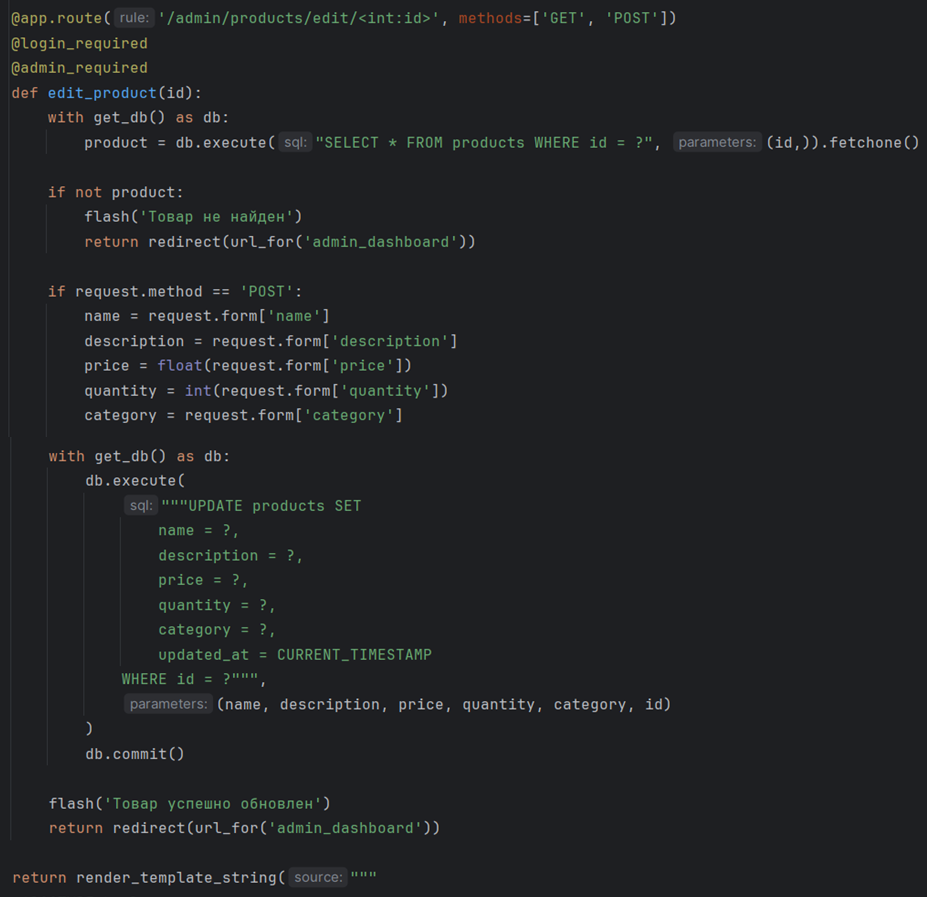 @app.route( rule: '/admin/products/edit/<int:id>', methods=['GET', 'POST'])
@login_required
@admin_required
def edit_product(id):
    with get_db() as db:
        product = db.execute( sql: "SELECT * FROM products WHERE id = ?", parameters: (id,)).fetchone()

    if not product:
        flash('Товар не найден')
        return redirect(url_for('admin_dashboard'))

    if request.method == 'POST':
        name = request.form['name']
        description = request.form['description']
        price = float(request.form['price'])
        quantity = int(request.form['quantity'])
        category = request.form['category']

    with get_db() as db:
        db.execute(
            sql: """UPDATE products SET
                name = ?,
                description = ?,
                price = ?,
                quantity = ?,
                category = ?,
                updated_at = CURRENT_TIMESTAMP
            WHERE id = ?""",
            parameters: (name, description, price, quantity, category, id)
        )
        db.commit()

    flash('Товар успешно обновлен')
    return redirect(url_for('admin_dashboard'))

return render_template_string( source: """